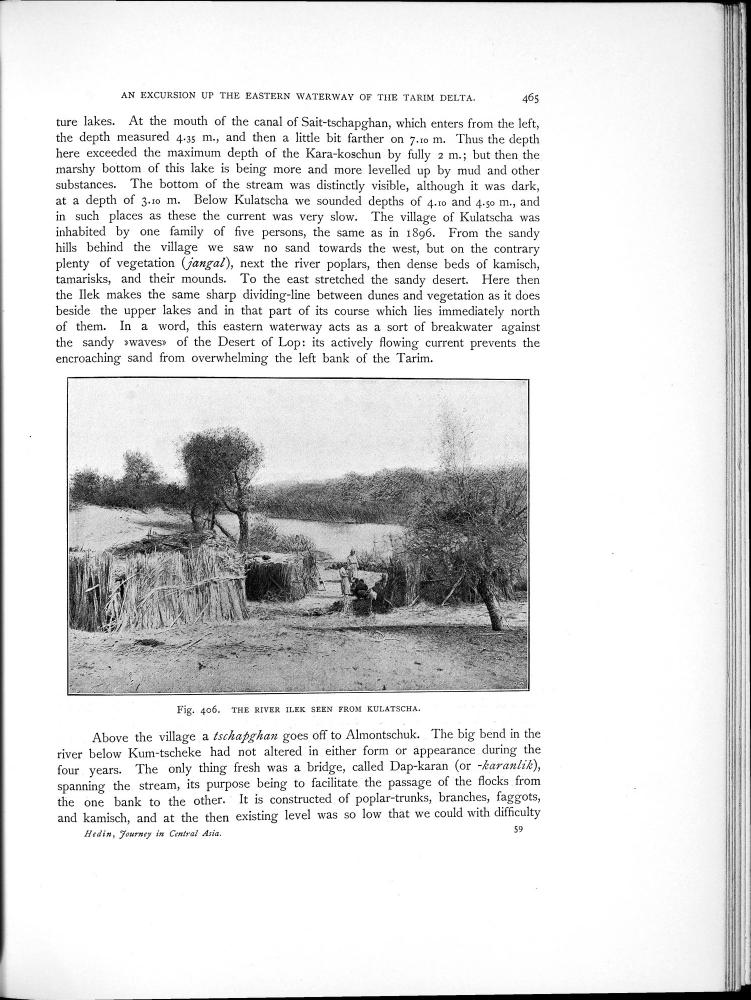 AN EXCURSION UP THE EASTERN WATERWAY OF THE TARIM DELTA. 465
ture lakes. At the mouth of the canal of Sait-tschapghan, which enters from the left,
the depth measured 4.35 m., and then a little bit farther on 7.10 m. Thus the depth
here exceeded the maximum depth of the Kara-koschun by fully 2 m.; but then the
marshy bottom of this lake is being more and more levelled up by mud and other
substances. The bottom of the stream was distinctly visible, although it was dark,
at a depth of 3.10 m. Below Kulatscha we sounded depths of 4.10 and 4.50 m., and
in such places as these the current was very slow. The village of Kulatscha was
inhabited by one family of five persons, the same as in 1896. From the sandy
hills behind the village we saw no sand towards the west, but on the contrary
plenty of vegetation (jangal), next the river poplars, then dense beds of kamisch,
tamarisks, and their mounds. To the east stretched the sandy desert. Here then
the Ilek makes the same sharp dividing-line between dunes and vegetation as it does
beside the upper lakes and in that part of its course which lies immediately north
of them. In a word, this eastern waterway acts as a sort of breakwater against
the sandy »waves» of the Desert of Lop: its actively flowing current prevents the
encroaching sand from overwhelming the left bank of the Tarim.
Fig. 406. THE RIVER ILEK SEEN FROM KULATSCHA.
Above the village a tschapghan goes off to Almontschuk. The big bend in the
river below Kum-tscheke had not altered in either form or appearance during the
four years. The only thing fresh was a bridge, called Dap-karan (or -karanlik),
spanning the stream, its purpose being to facilitate the passage of the flocks from
the one bank to the other. It is constructed of poplar-trunks, branches, faggots,
and kamisch, and at the then existing level was so low that we could with difficulty
Hedin, Journey in Central Asia. 59